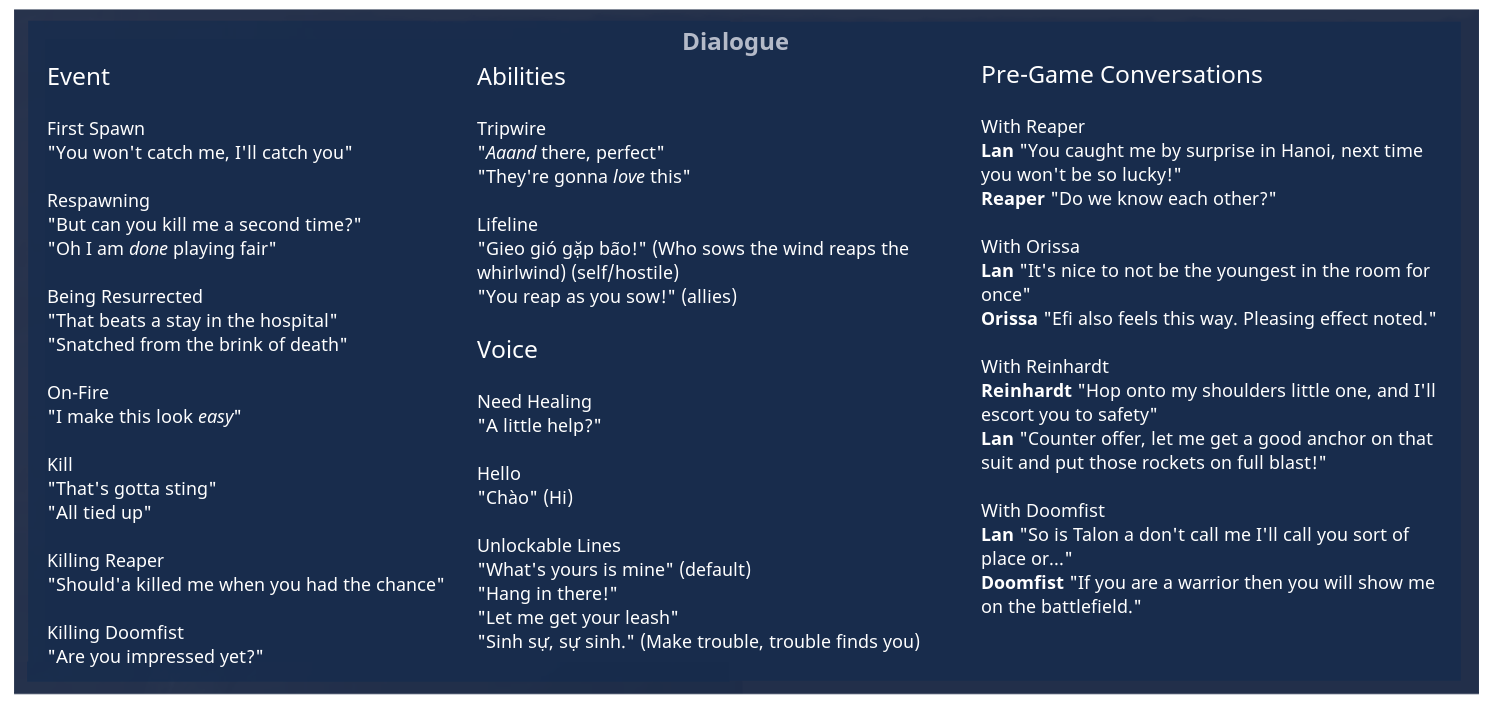 Dialogue
Event
First Spawn
"You won't catch me, I'll catch you"
Respawning
"But can you kill me a second time?"
"Oh I am done playing fair"
Being Resurrected
"That beats a stay in the hospital"
"Snatched from the brink of death"
On-Fire
"I make this look easy"
Kill
"That's gotta sting"
"All tied up"
Killing Reaper
"Should'a killed me when you had the chance"
Killing Doomfist
"Are you impressed yet?"
Abilities
Tripwire
"Aaand there, perfect"
"They're gonna love this"
Lifeline
"Gieo gió gặp bão!" (Who sows the wind reaps the
whirlwind) (self/hostile)
"You reap as you sow!" (allies)
Voice
Need Healing
"A little help?"
Hello
"Chào" (Hi)
Unlockable Lines
"What's yours is mine" (default)
"Hang in there!"
"Let me get your leash"
"Sinh sự, sự sinh." (Make trouble, trouble finds you)
Pre-Game Conversations
With Reaper
Lan "You caught me by surprise in Hanoi, next time
you won't be so lucky!"
Reaper "Do we know each other?"
With Orissa
Lan "It's nice to not be the youngest in the room for
once"
Orissa "Efi also feels this way. Pleasing effect noted."
With Reinhardt
Reinhardt "Hop onto my shoulders little one, and I'll
escort you to safety"
Lan "Counter offer, let me get a good anchor on that
suit and put those rockets on full blast!"
With Doomfist
Lan "So is Talon a don't call me I'll call you sort of
place or..."
Doomfist "If you are a warrior then you will show me
on the battlefield."